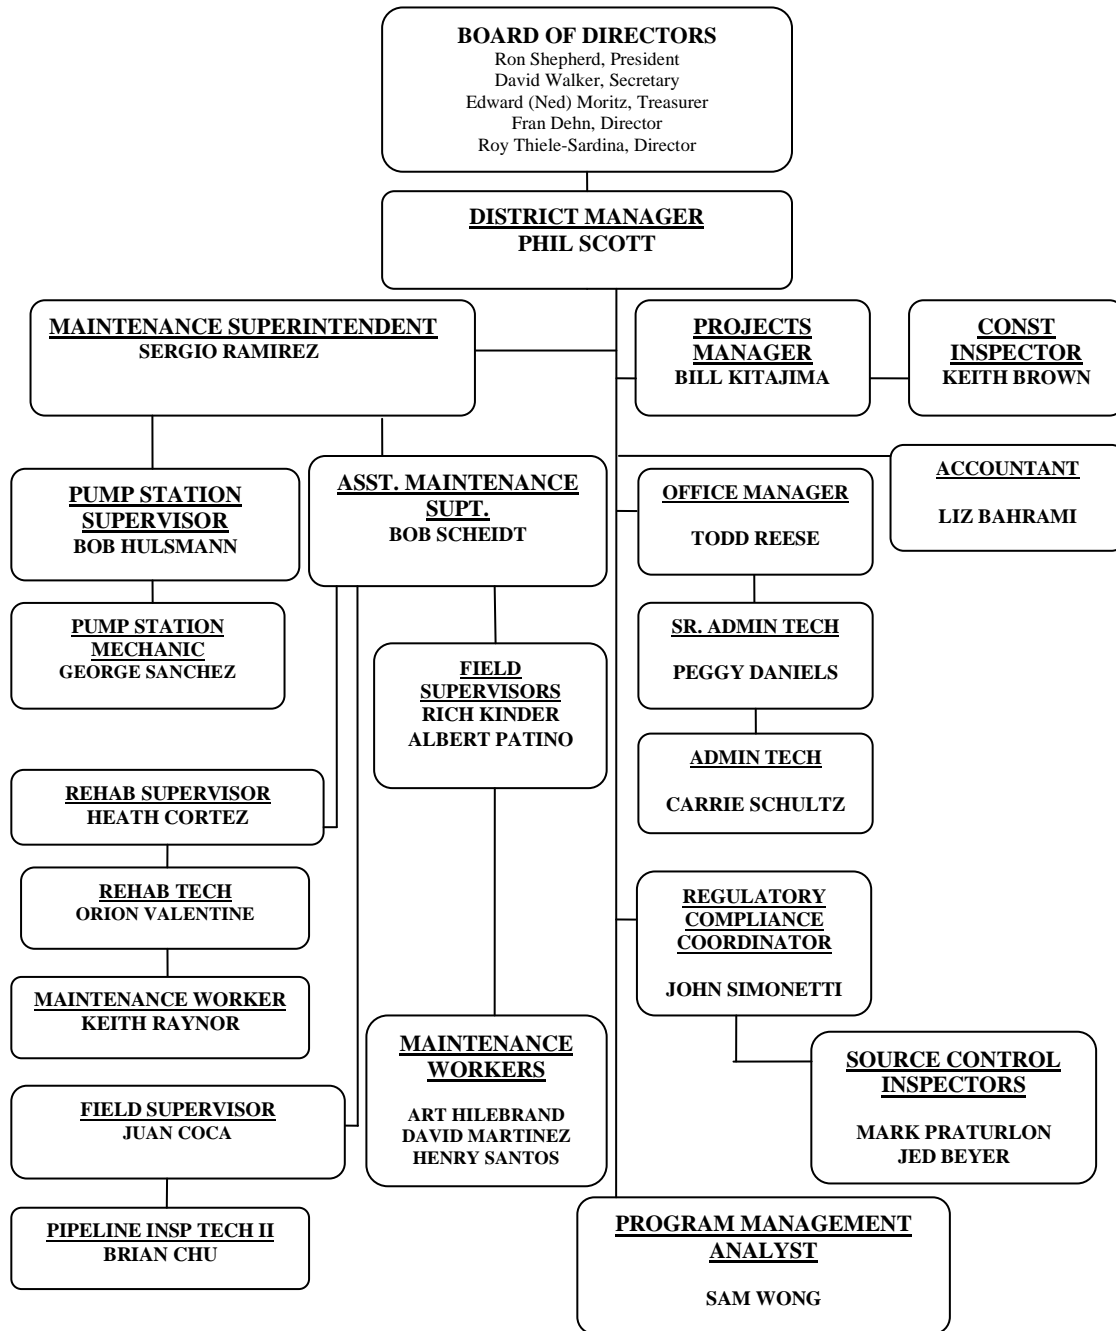 BOARD OF DIRECTORS
Ron Shepherd, President
David Walker, Secretary
Edward (Ned) Moritz, Treasurer
Fran Dehn, Director
Roy Thiele-Sardina, Director
DISTRICT MANAGER
PHIL SCOTT
MAINTENANCE SUPERINTENDENT
SERGIO RAMIREZ
PROJECTS
MANAGER
BILL KITAJIMA
CONST
INSPECTOR
KEITH BROWN
PUMP STATION
SUPERVISOR
BOB HULSMANN
ASST. MAINTENANCE
SUPT.
BOB SCHEIDT
OFFICE MANAGER
TODD REESE
ACCOUNTANT
LIZ BAHRAMI
PUMP STATION
MECHANIC
GEORGE SANCHEZ
FIELD
SUPERVISORS
RICH KINDER
ALBERT PATINO
SR. ADMIN TECH
PEGGY DANIELS
ADMIN TECH
CARRIE SCHULTZ
REHAB SUPERVISOR
HEATH CORTEZ
REHAB TECH
ORION VALENTINE
MAINTENANCE WORKER
KEITH RAYNOR
REGULATORY
COMPLIANCE
COORDINATOR
JOHN SIMONETTI
MAINTENANCE
WORKERS
ART HILEBRAND
DAVID MARTINEZ
HENRY SANTOS
SOURCE CONTROL
INSPECTORS
MARK PRATURLON
JED BEYER
FIELD SUPERVISOR
JUAN COCA
PIPELINE INSP TECH II
BRIAN CHU
PROGRAM MANAGEMENT
ANALYST
SAM WONG